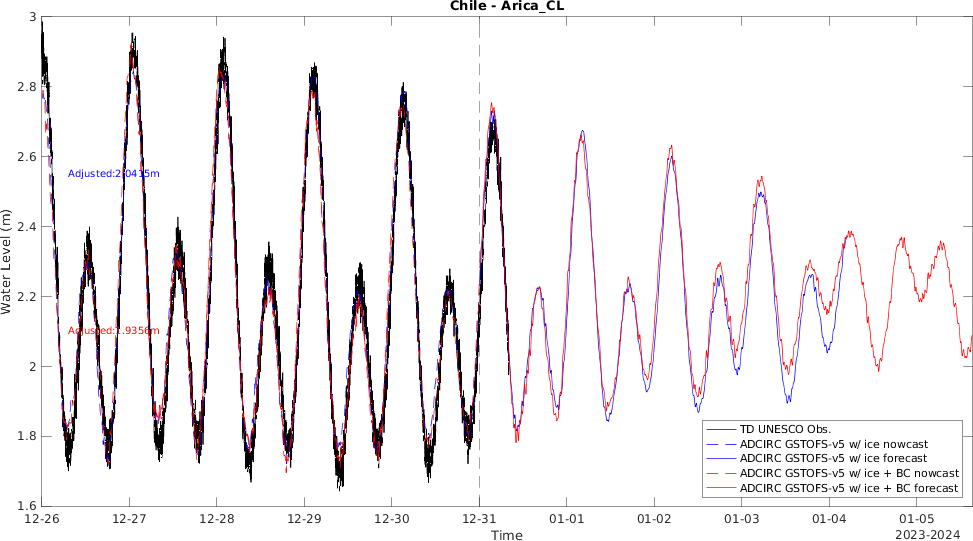 Chile - Arica_CL
3
2.8
2.6
2.4
2.2
2
1.8
1.6
Water Level (m)
Adjusted:2.0415m
Adjusted:1.9356m
TD UNESCO Obs.
ADCIRC GSTOFS-v5 w/ ice nowcast
ADCIRC GSTOFS-v5 w/ ice forecast
ADCIRC GSTOFS-v5 w/ ice + BC nowcast
ADCIRC GSTOFS-v5 w/ ice + BC forecast
12-26 12-27 12-28 12-29 12-30 12-31 01-01 01-02 01-03 01-04 01-05
Time
2023-2024